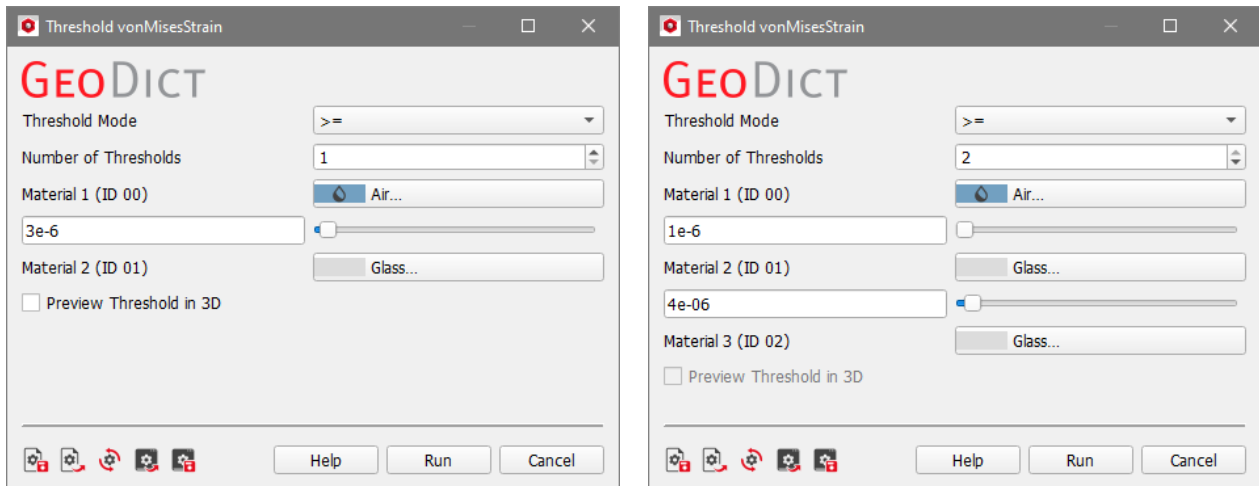 Threshold vonMisesStrain
GEODICT
Threshold Mode
>=
Number of Thresholds
1
Material 1 (ID 00)
Air...
3e-6
Material 2 (ID 01)
Glass...
Preview Threshold in 3D
Help
Run
Cancel
Threshold vonMisesStrain
GEODICT
Threshold Mode
>=
Number of Thresholds
2
Material 1 (ID 00)
Air...
1e-6
Material 2 (ID 01)
Glass...
4e-06
Material 3 (ID 02)
Glass...
Preview Threshold in 3D
Help
Run
Cancel